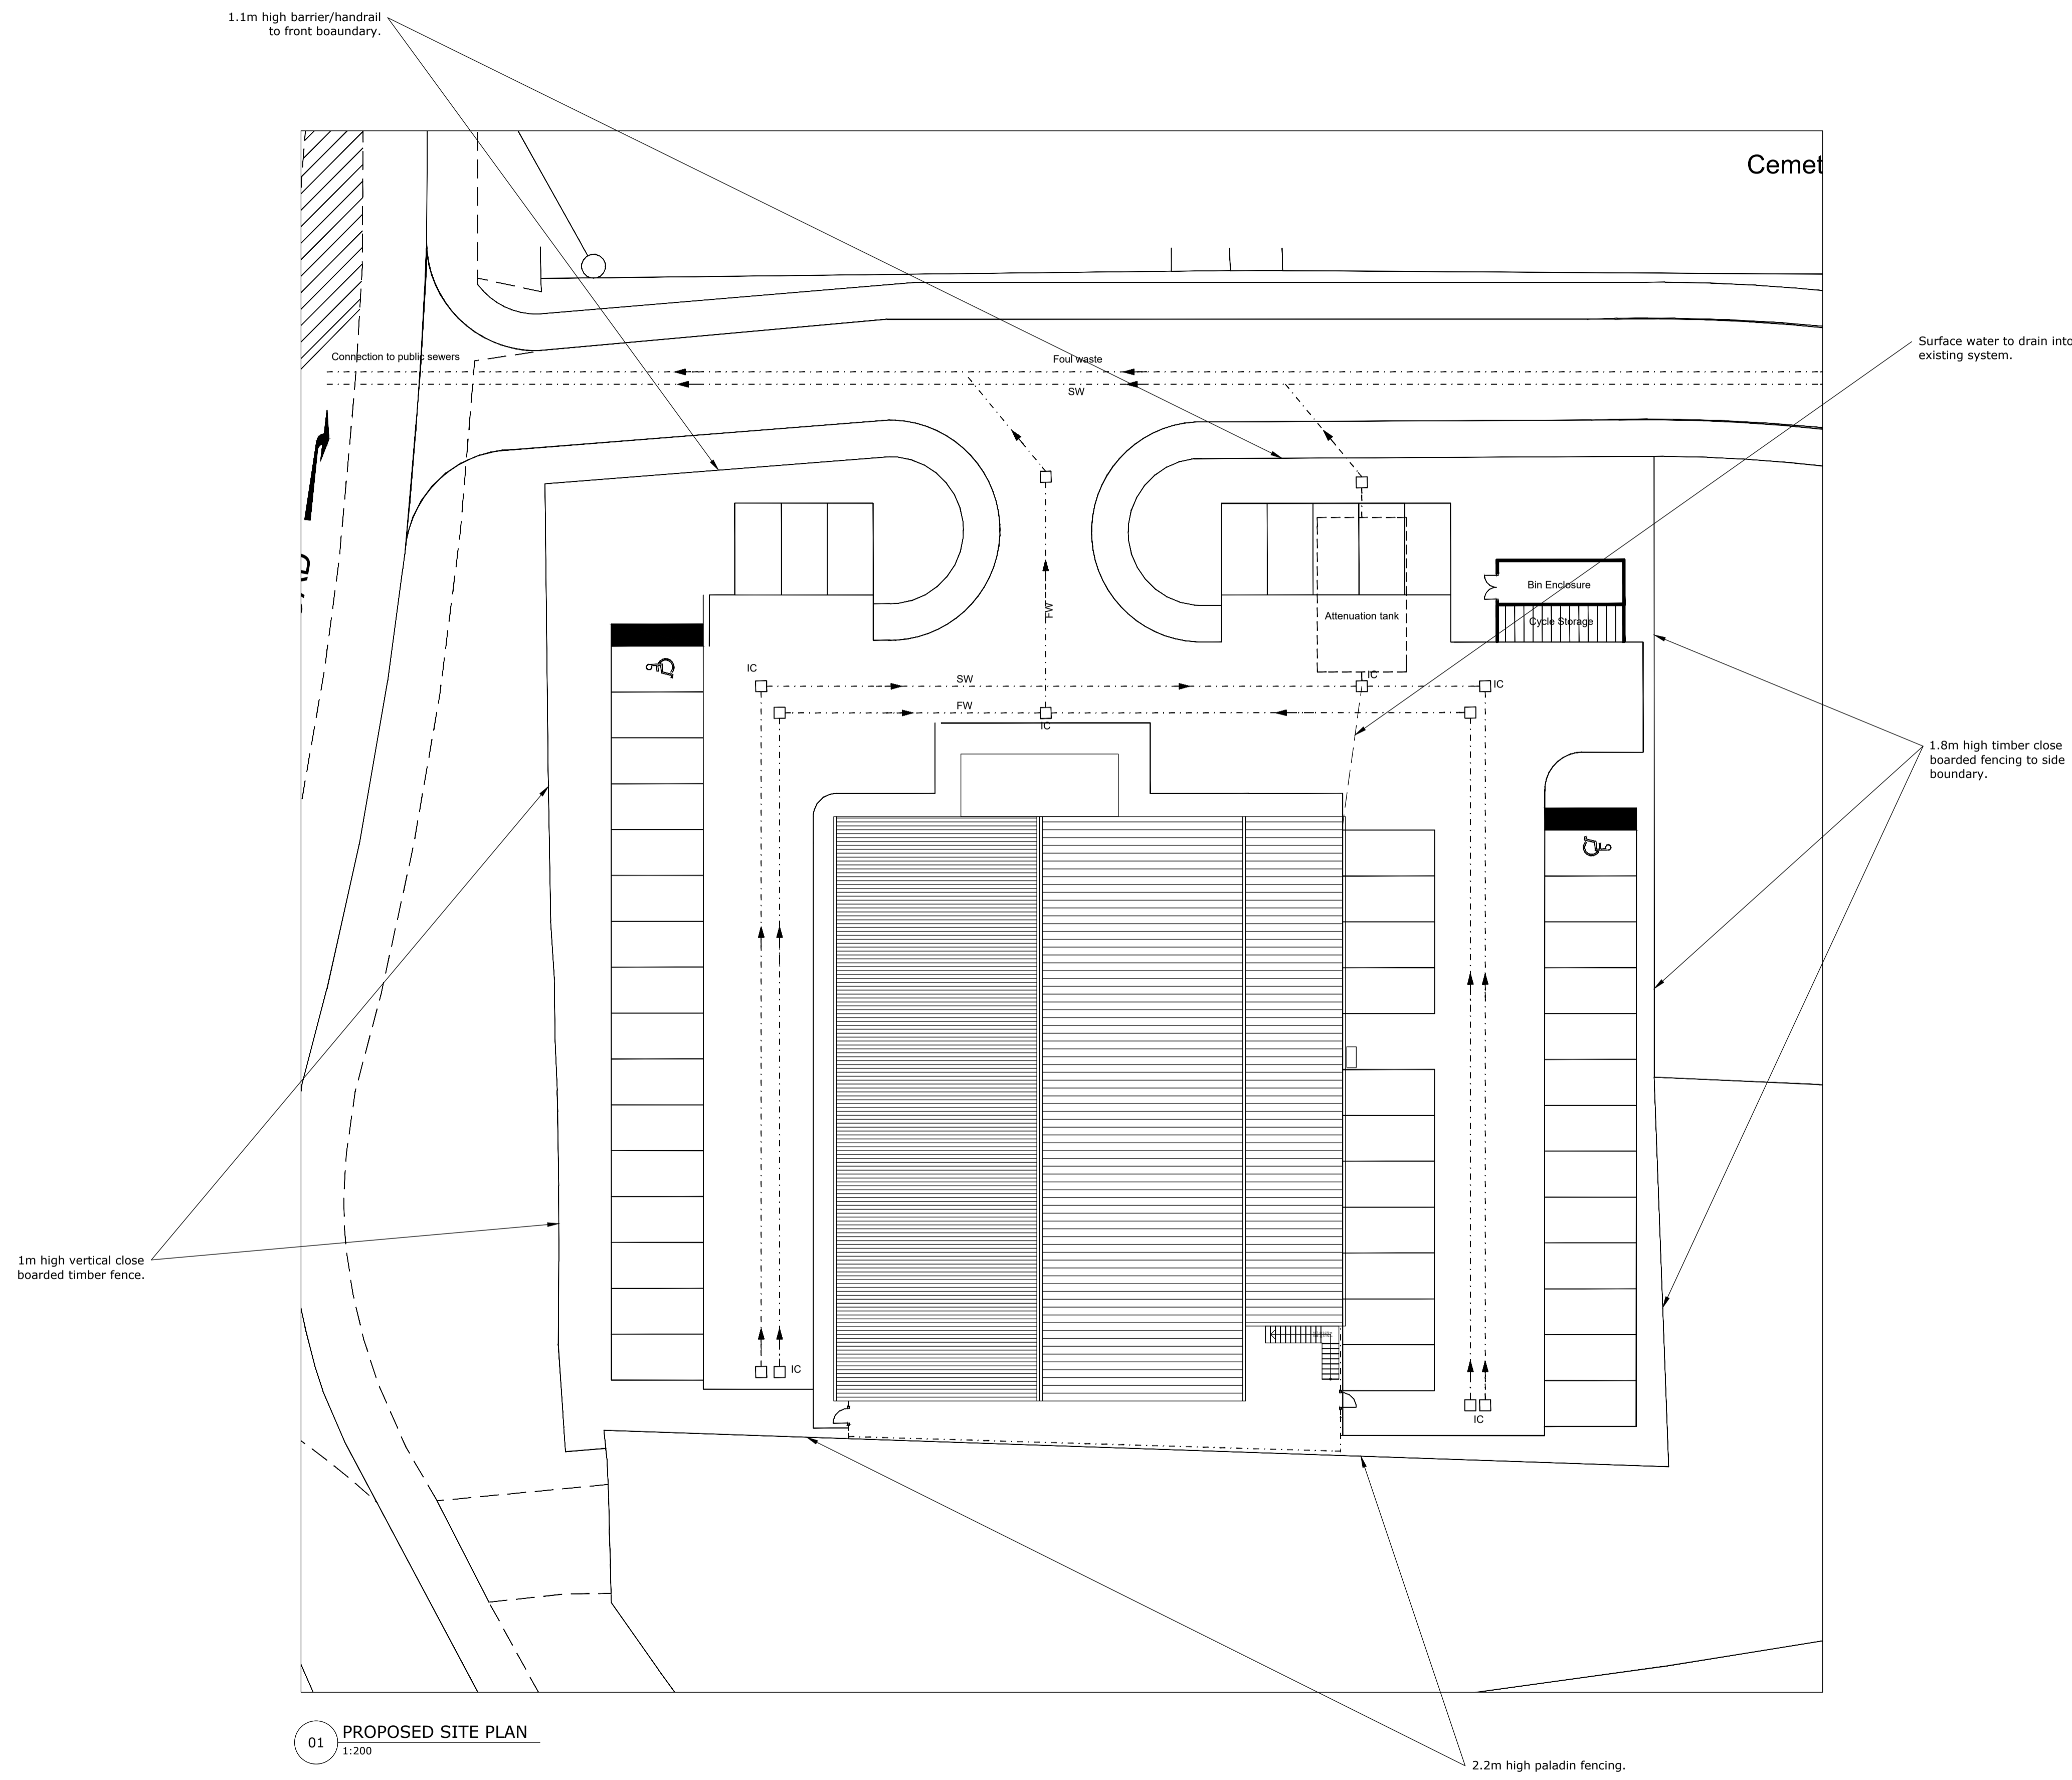 1.1m high barrier/handrail
to front boaundary.
Cemet
Surface water to drain into
existing system.
Connection to public sewers
Foul waste
SW
FW
Bin Enclosure
Cycle Storage
Attenuation tank
IC
SW
IC
IC
FW
IC
1.8m high timber close
boarded fencing to side
boundary.
1m high vertical close
boarded timber fence.
IC
IC
01
PROPOSED SITE PLAN
1:200
2.2m high paladin fencing.